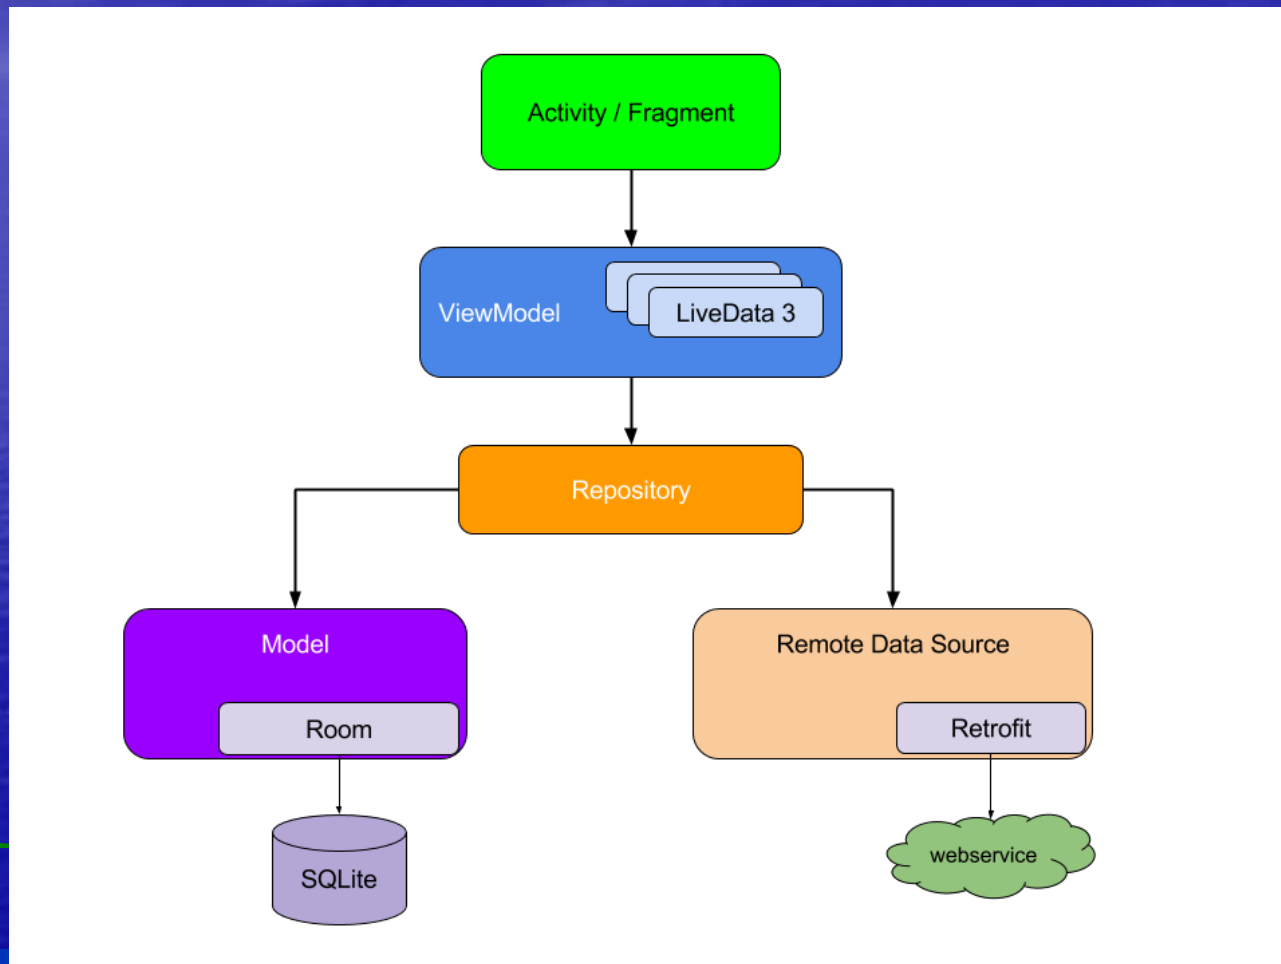 Activity / Fragment
ViewModel
LiveData 3
Repository
Model
Remote Data Source
Room
Retrofit
SQLite
webservice